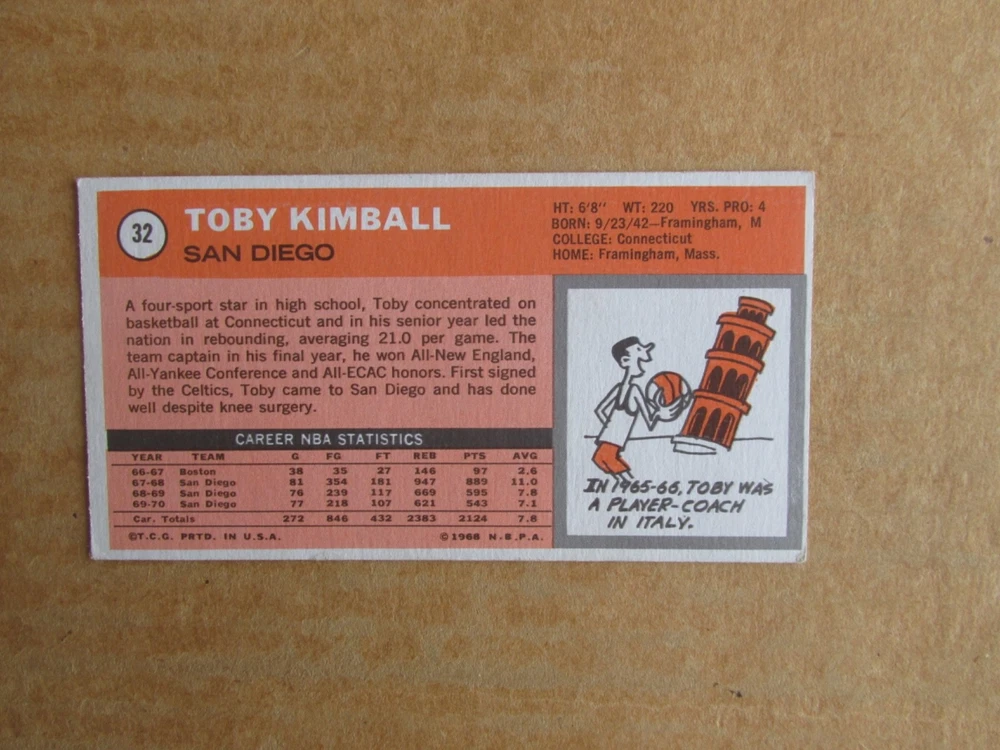 32
TOBY KIMBALL
SAN DIEGO
HT: 6'8'' WT: 220 YRS. PRO: 4
BORN: 9/23/42—Framingham, M
COLLEGE: Connecticut
HOME: Framingham, Mass.
A four-sport star in high school, Toby concentrated on
basketball at Connecticut and in his senior year led the
nation in rebounding, averaging 21.0 per game. The
team captain in his final year, he won All-New England,
All-Yankee Conference and All-ECAC honors. First signed
by the Celtics, Toby came to San Diego and has done
well despite knee surgery.
CAREER NBA STATISTICS
YEAR TEAM G FG FT REB PTS AVG
66-67 Boston 38 35 27 146 97 2.6
67-68 San Diego 81 354 181 947 889 11.0
68-69 San Diego 76 239 117 669 595 7.8
69-70 San Diego 77 218 107 621 543 7.1
Car. Totals 272 846 432 2383 2124 7.8
©T.C.G. PRTD. IN U.S.A. ©1968 N.B.P.A.
IN 1965-66, TOBY WAS
A PLAYER-COACH
IN ITALY.